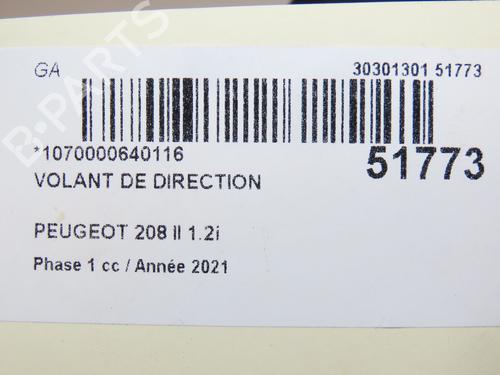 GA
30301301 51773
*1070000640116
51773
VOLANT DE DIRECTION
PEUGEOT 208 II 1.2i
Phase 1 cc / Année 2021
B-PARTS